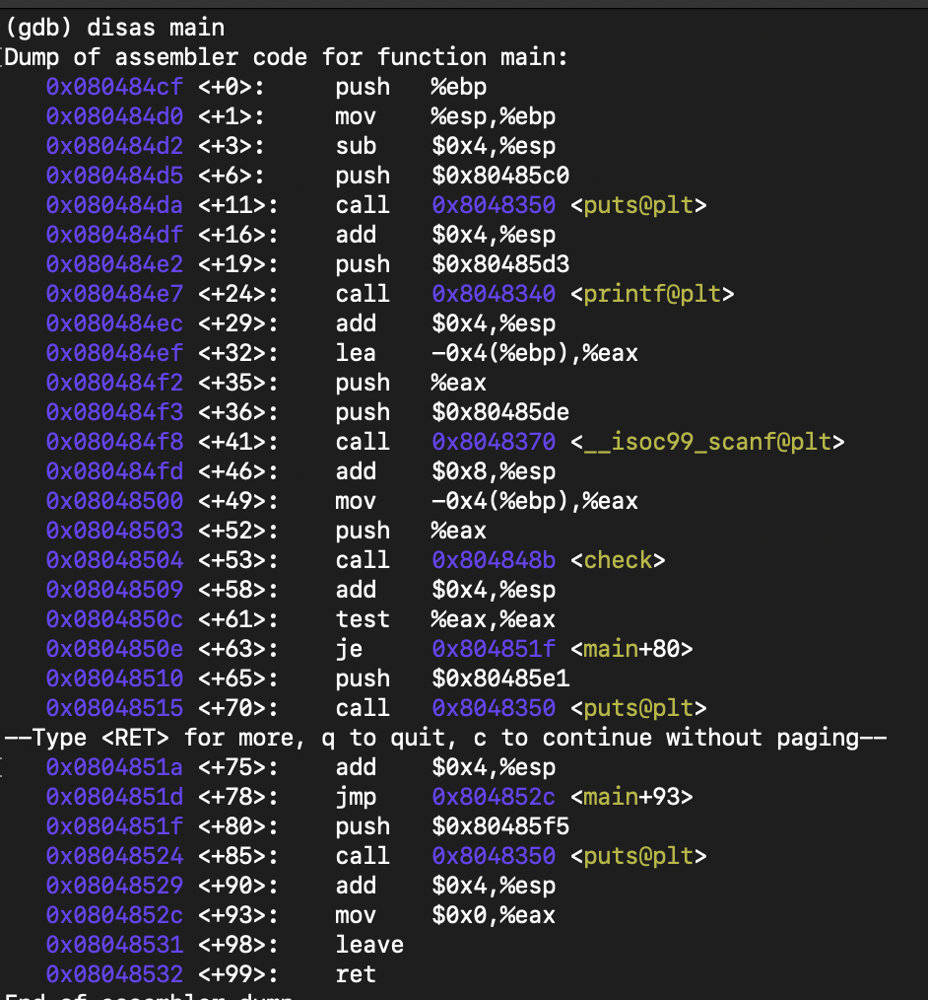 (gdb) disas main
Dump of assembler code for function main:
0x080484cf <+0>: push %ebp
0x080484d0 <+1>: mov %esp,%ebp
0x080484d2 <+3>: sub $0x4,%esp
0x080484d5 <+6>: push $0x80485c0
0x080484da <+11>: call 0x8048350 <puts@plt>
0x080484df <+16>: add $0x4,%esp
0x080484e2 <+19>: push $0x80485d3
0x080484e7 <+24>: call 0x8048340 <printf@plt>
0x080484ec <+29>: add $0x4,%esp
0x080484ef <+32>: lea -0x4(%ebp),%eax
0x080484f2 <+35>: push %eax
0x080484f3 <+36>: push $0x80485de
0x080484f8 <+41>: call 0x8048370 <__isoc99_scanf@plt>
0x080484fd <+46>: add $0x8,%esp
0x08048500 <+49>: mov -0x4(%ebp),%eax
0x08048503 <+52>: push %eax
0x08048504 <+53>: call 0x804848b <check>
0x08048509 <+58>: add $0x4,%esp
0x0804850c <+61>: test %eax,%eax
0x0804850e <+63>: je 0x804851f <main+80>
0x08048510 <+65>: push $0x80485e1
0x08048515 <+70>: call 0x8048350 <puts@plt>
--Type <RET> for more, q to quit, c to continue without paging--
0x0804851a <+75>: add $0x4,%esp
0x0804851d <+78>: jmp 0x804852c <main+93>
0x0804851f <+80>: push $0x80485f5
0x08048524 <+85>: call 0x8048350 <puts@plt>
0x08048529 <+90>: add $0x4,%esp
0x0804852c <+93>: mov $0x0,%eax
0x08048531 <+98>: leave
0x08048532 <+99>: ret
End of assembler dump